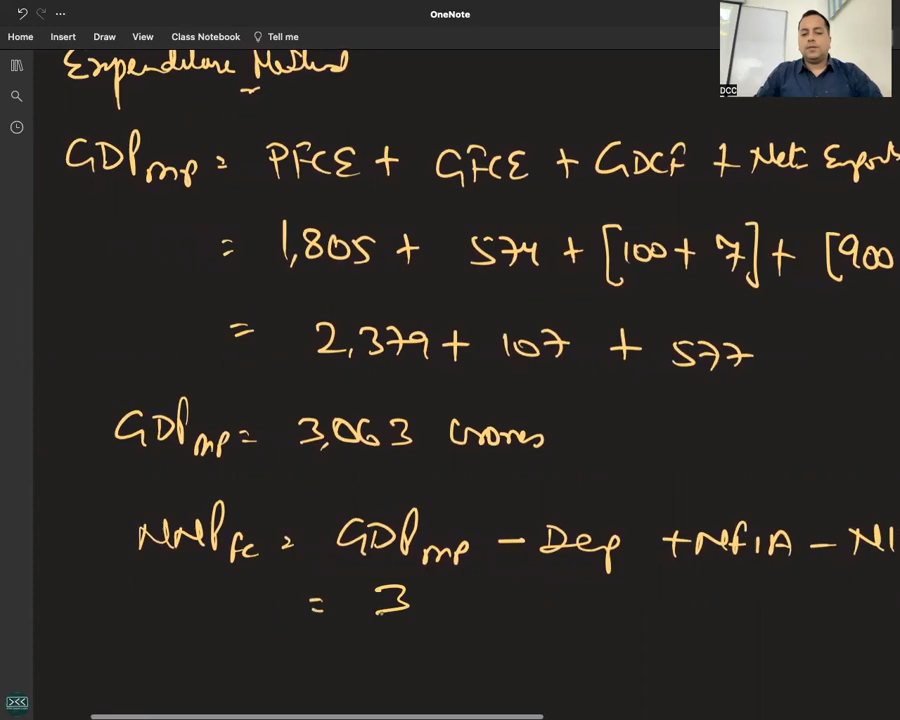 OneNote
Home Insert Draw View Class Notebook Tell me
DCC
Expenditure Method
GDPmp = PFCE + GFCE + GDCF + Net Exports
= 1,805 + 574 + [100 + 7] + [900
= 2,379 + 107 + 577
GDPmp = 3,063 crores
NNPfc = GDPmp - Dep + NFIA - NI
= 3